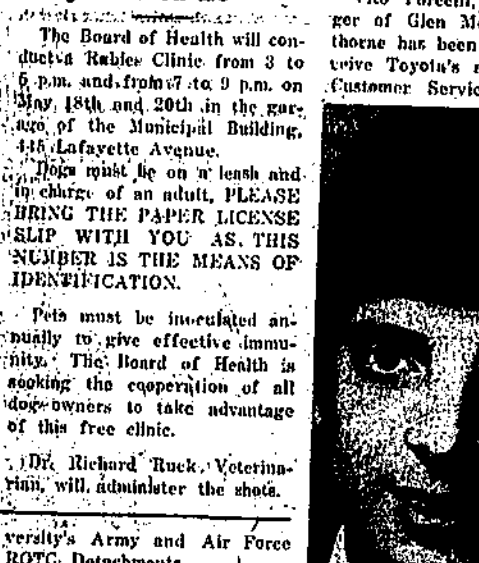 The Board of Health will con-
duct a Rabies Clinic from 3 to
5 p.m. and from 7 to 9 p.m. on
May 18th and 20th in the gar-
age of the Municipal Building,
445 Lafayette Avenue.
Dogs must be on a leash and
in charge of an adult, PLEASE
BRING THE PAPER LICENSE
SLIP WITH YOU AS THIS
NUMBER IS THE MEANS OF
IDENTIFICATION.
Pets must be inoculated an-
nually to give effective immu-
nity. The Board of Health is
seeking the cooperation of all
dog owners to take advantage
of this free clinic.
Dr. Richard Ruck, Veterina-
rian, will administer the shots.
versity's Army and Air Force
ROTC Detachments
ger of Glen
thorne has been
ceive Toyota's
Customer Servic